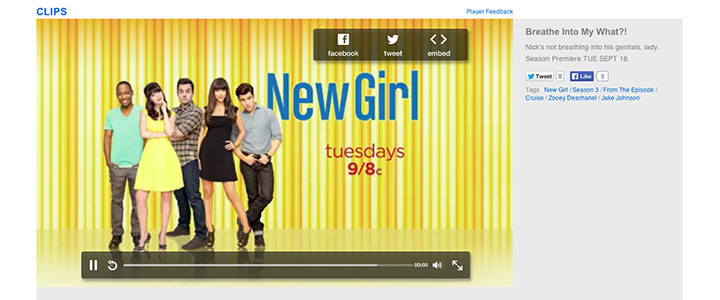 CLIPS
Player Feedback
facebook
tweet
embed
New Girl
tuesdays
9/8c
00:03
Breathe Into My What?!
Nick's not breathing into his genitals, lady.
Season Premiere TUE SEPT 16
Tweet 0 Like 0
Tags : New Girl / Season 3 / From The Episode /
Cruise / Zooey Deschanel / Jake Johnson